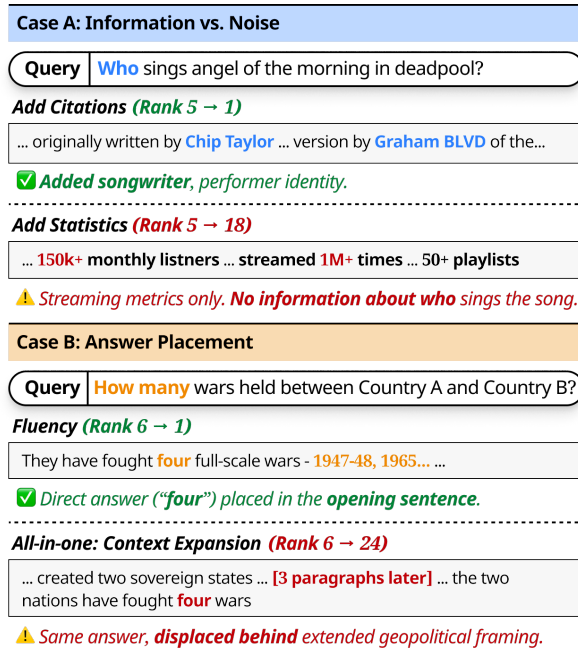 Case A: Information vs. Noise
Query Who sings angel of the morning in deadpool?
Add Citations (Rank 5 → 1)
... originally written by Chip Taylor ... version by Graham BLVD of the...
Added songwriter, performer identity.
Add Statistics (Rank 5 → 18)
... 150k+ monthly listners ... streamed 1M+ times ... 50+ playlists
Streaming metrics only. No information about who sings the song.
Case B: Answer Placement
Query How many wars held between Country A and Country B?
Fluency (Rank 6 → 1)
They have fought four full-scale wars - 1947-48, 1965... ...
Direct answer (“four”) placed in the opening sentence.
All-in-one: Context Expansion (Rank 6 → 24)
... created two sovereign states ... [3 paragraphs later] ... the two
nations have fought four wars
Same answer, displaced behind extended geopolitical framing.